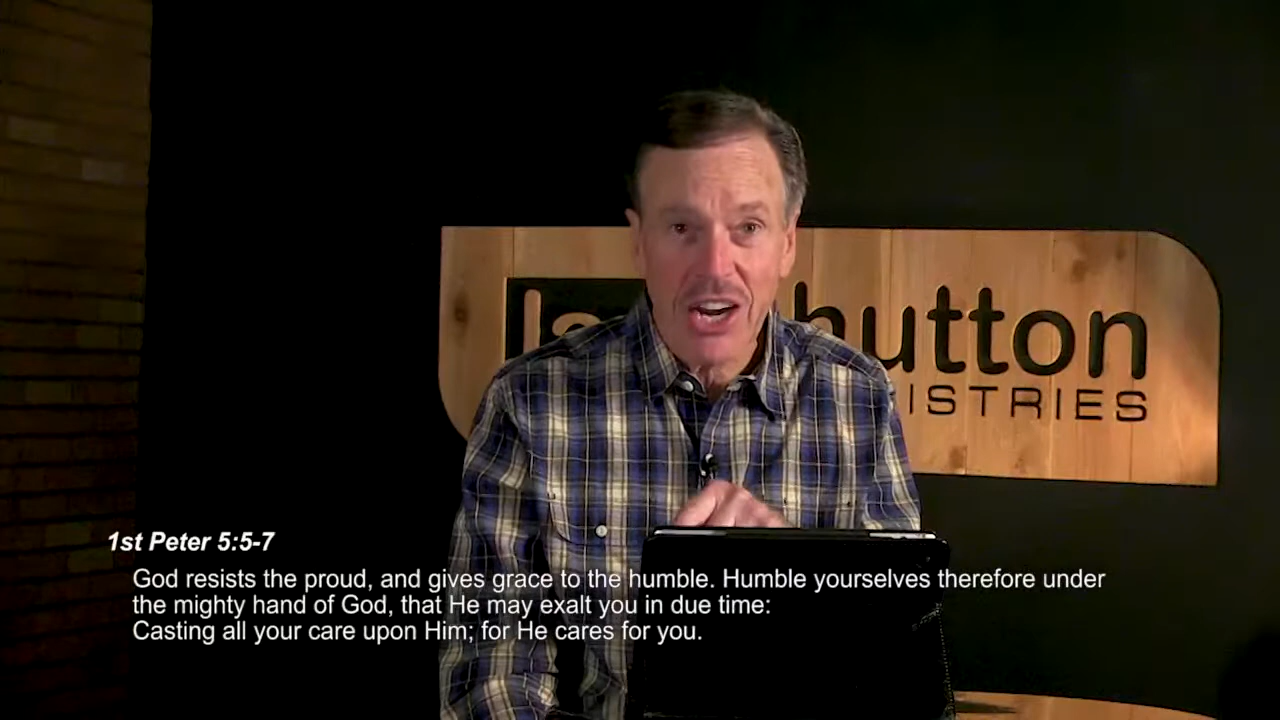 hutton
ISTRIES
1st Peter 5:5-7
God resists the proud, and gives grace to the humble. Humble yourselves therefore under
the mighty hand of God, that He may exalt you in due time:
Casting all your care upon Him; for He cares for you.